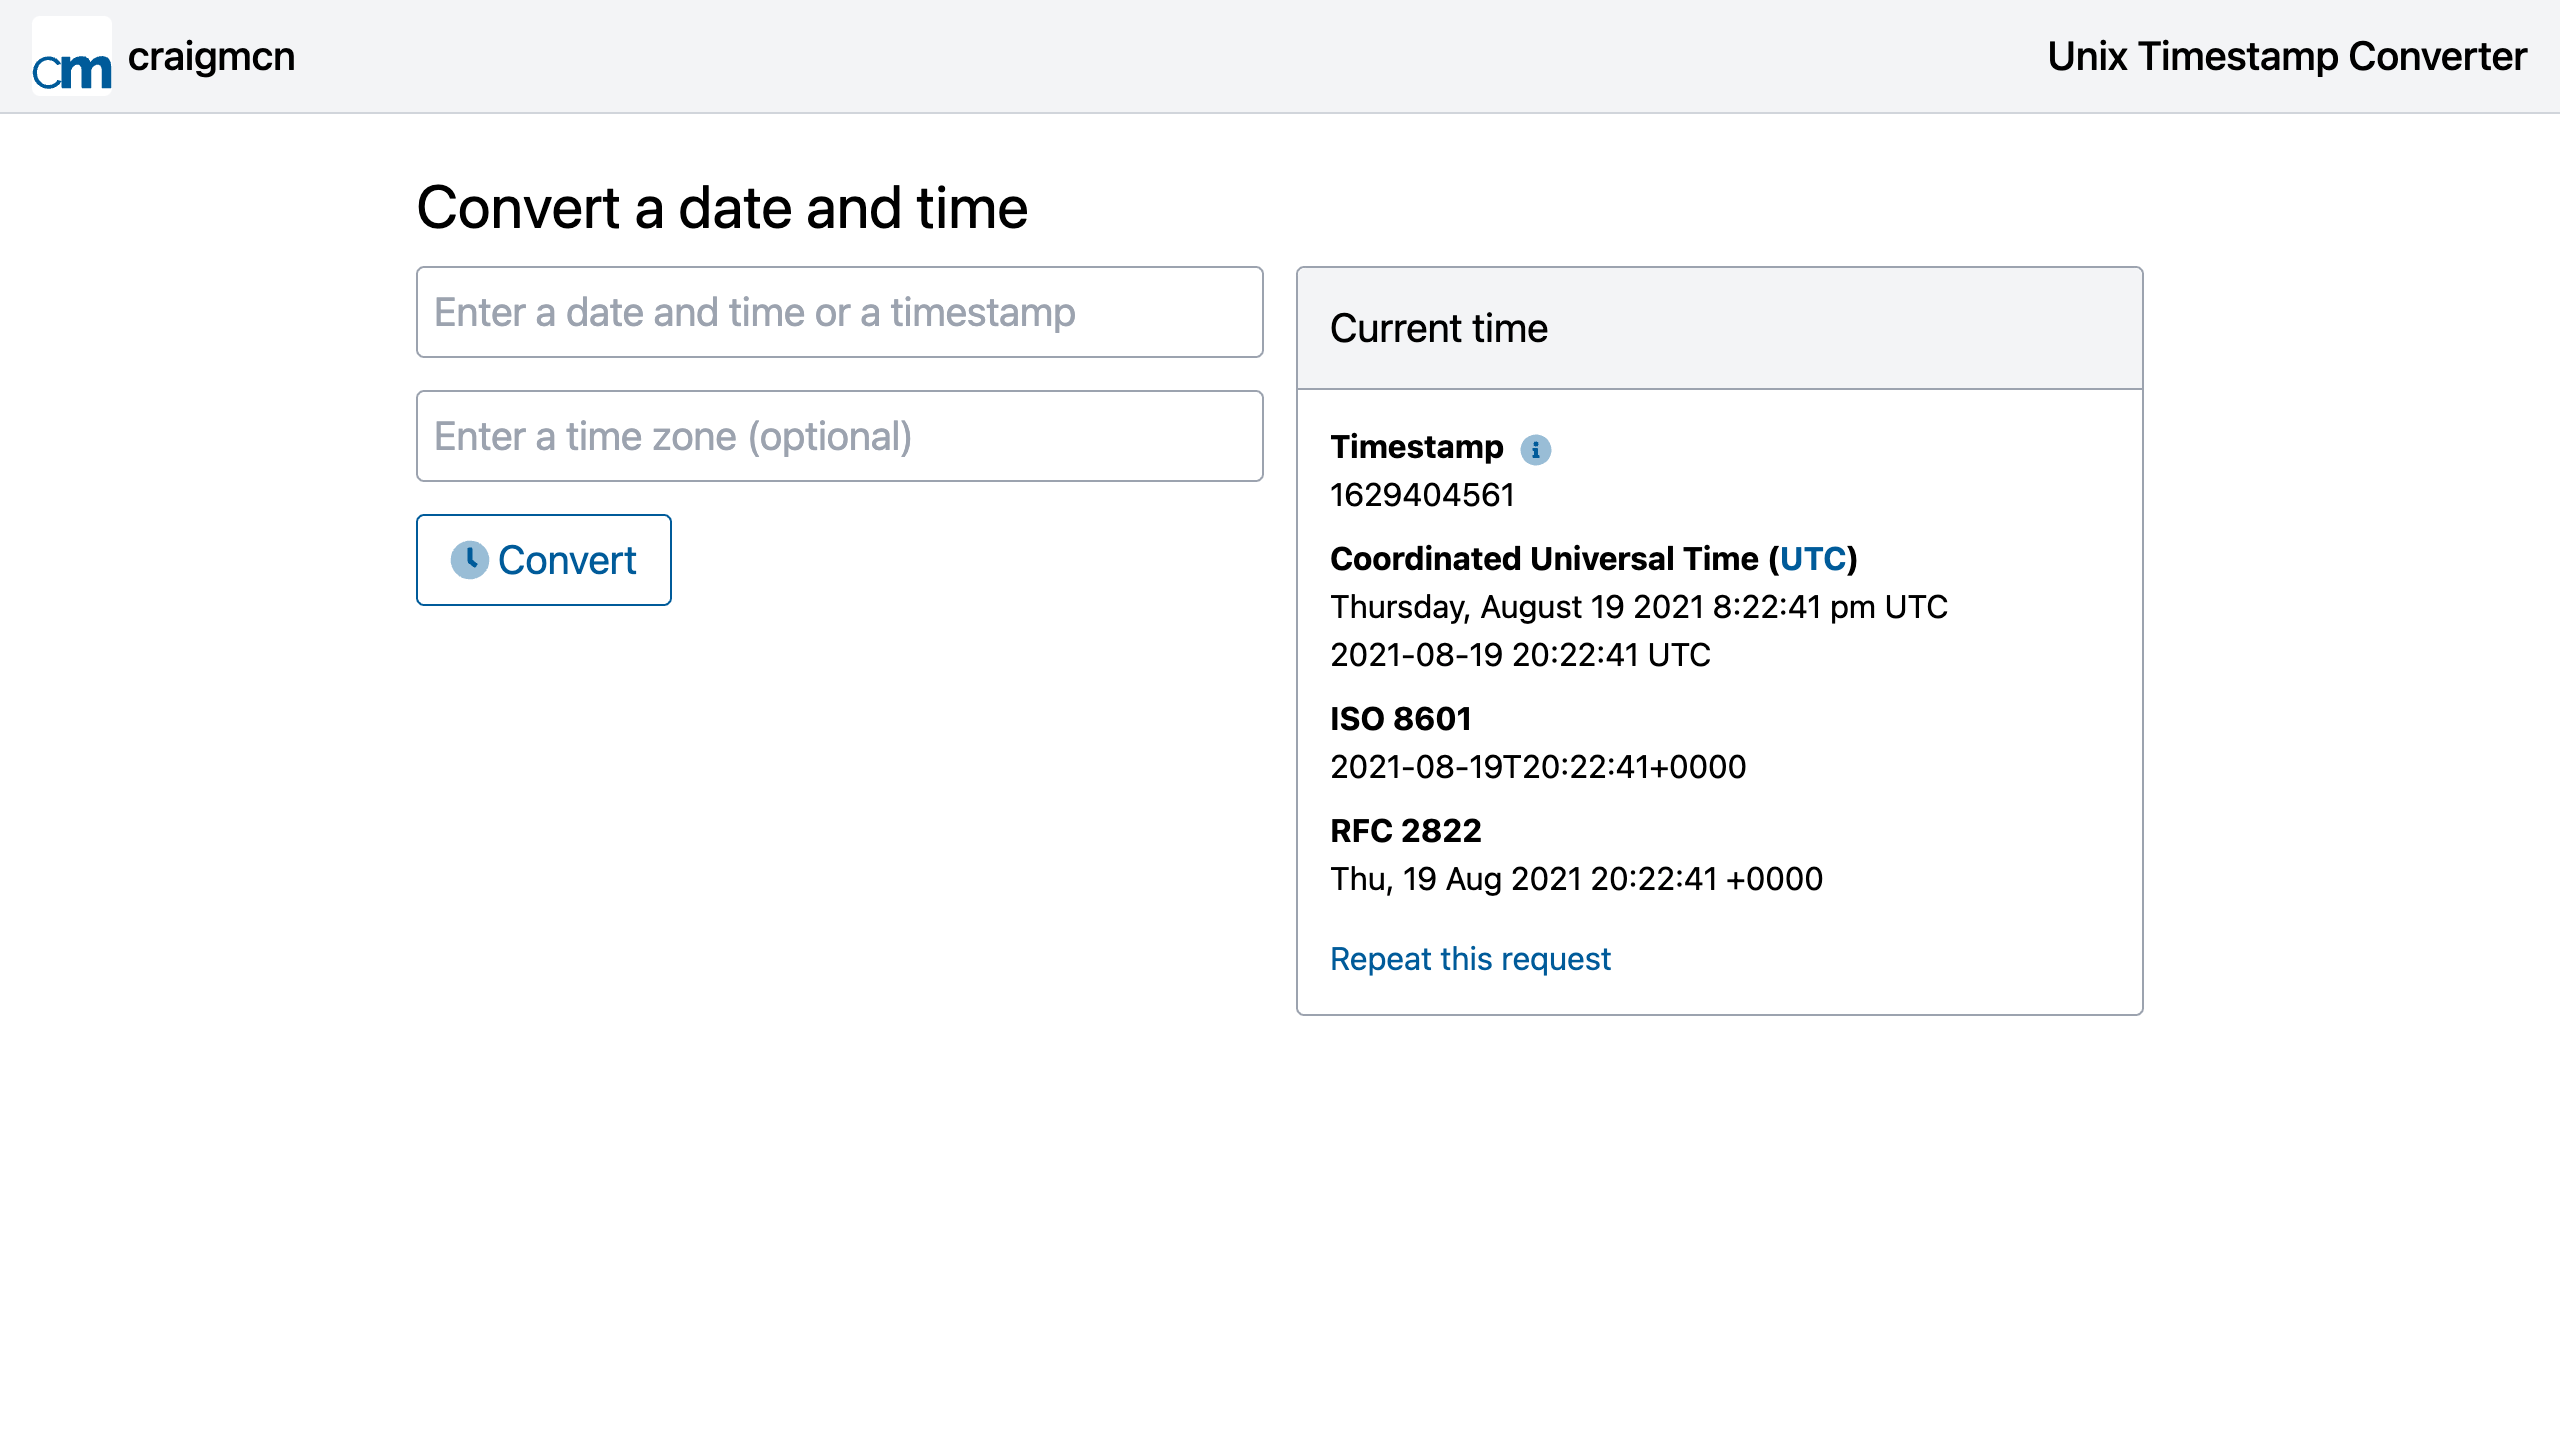 cm craigmcn
Unix Timestamp Converter
Convert a date and time
Enter a date and time or a timestamp
Enter a time zone (optional)
Convert
Current time
Timestamp i
1629404561
Coordinated Universal Time (UTC)
Thursday, August 19 2021 8:22:41 pm UTC
2021-08-19 20:22:41 UTC
ISO 8601
2021-08-19T20:22:41+0000
RFC 2822
Thu, 19 Aug 2021 20:22:41 +0000
Repeat this request